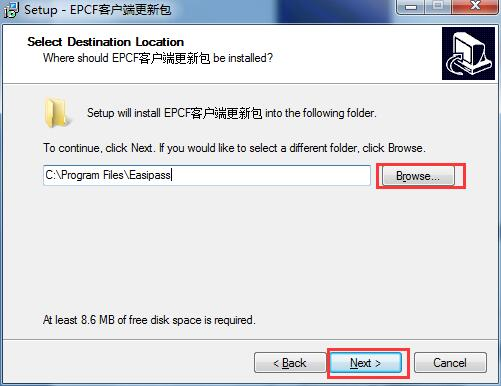 Setup - EPCF客户端更新包
Select Destination Location
Where should EPCF客户端更新包 be installed?
Setup will install EPCF客户端更新包 into the following folder.
To continue, click Next. If you would like to select a different folder, click Browse.
C:\Program Files\Easipass
Browse...
At least 8.6 MB of free disk space is required.
< Back
Next >
Cancel